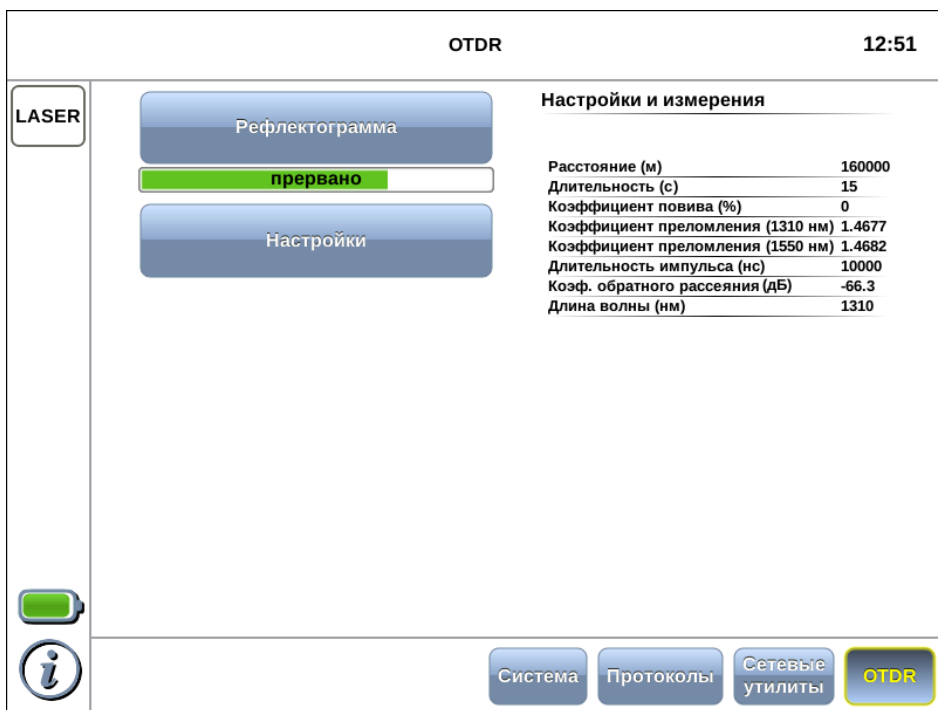 OTDR
12:51
LASER
Рефлектограмма
прервано
Настройки
Настройки и измерения
Расстояние (м) 160000
Длительность (с) 15
Коэффициент повива (%) 0
Коэффициент преломления (1310 нм) 1.4677
Коэффициент преломления (1550 нм) 1.4682
Длительность импульса (нс) 10000
Коэф. обратного рассеяния (дБ) -66.3
Длина волны (нм) 1310
i
Система
Протоколы
Сетевые
утилиты
OTDR